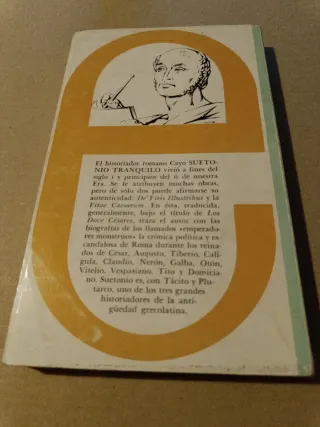 El historiador romano Cayo SUETO-
NIO TRANQUILO vivió a fines del
siglo I y principios del II de nuestra
Era. Se le atribuyen muchas obras,
pero de sólo dos puede afirmarse su
autenticidad: De Viris Illustribus y la
Vitae Caesarum. En ésta, traducida,
generalmente, bajo el título de Los
Doce Césares, traza el autor con las
biografías de los llamados «empera-
dores monstruos» la crónica política y es-
candalosa de Roma durante los reina-
dos de César, Augusto, Tiberio, Calí-
gula, Claudio, Nerón, Galba, Otón,
Vitelio, Vespasiano, Tito y Domicia-
no. Suetonio es, con Tácito y Plu-
tarco, uno de los tres grandes
historiadores de la anti-
güedad grecolatina.